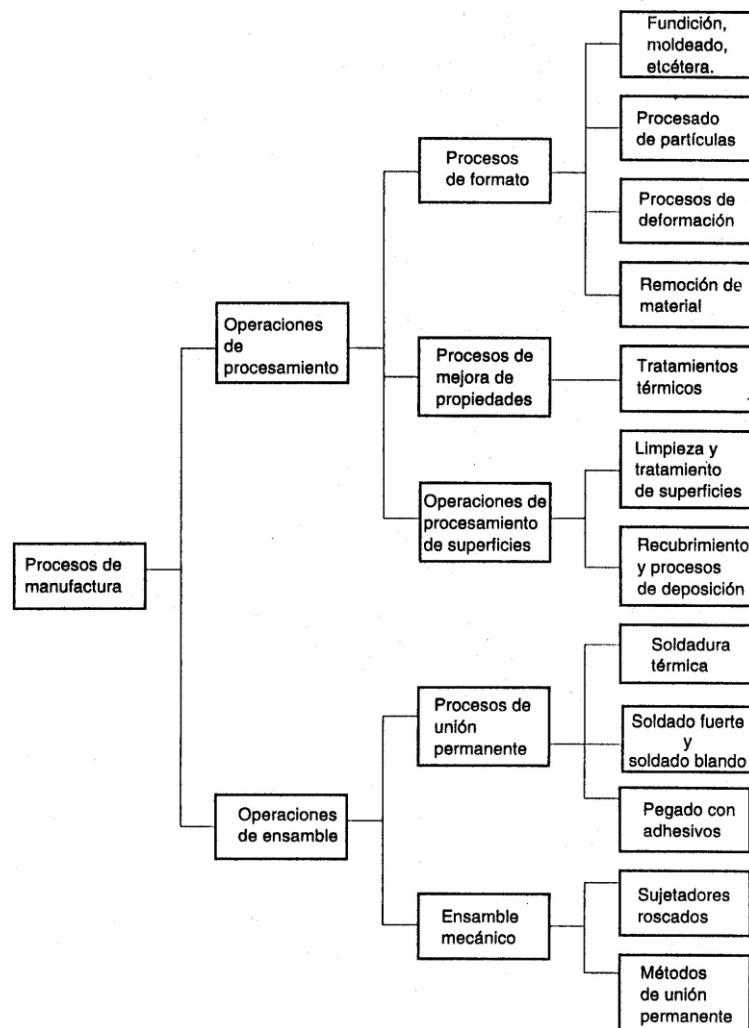 Fundición,
moldeado,
etcétera.
Procesado
de partículas
Procesos
de formato
Procesos de
deformación
Remoción de
material
Operaciones
de
procesamiento
Procesos de
mejora de
propiedades
Tratamientos
térmicos
Limpieza y
tratamiento
de superficies
Operaciones de
procesamiento
de superficies
Recubrimiento
y procesos
de deposición
Procesos de
manufactura
Soldadura
térmica
Procesos de
unión
permanente
Soldado fuerte
y
soldado blando
Operaciones
de ensamble
Pegado con
adhesivos
Sujetadores
roscados
Ensamble
mecánico
Métodos
de unión
permanente